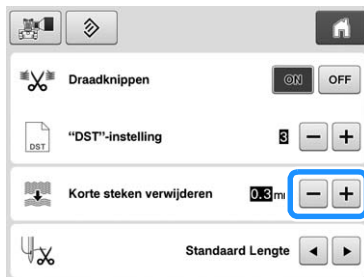 Draadknippen ON OFF
DST "DST"-instelling 3 − +
Korte steken verwijderen 0.3 m − +
Standaard Lengte